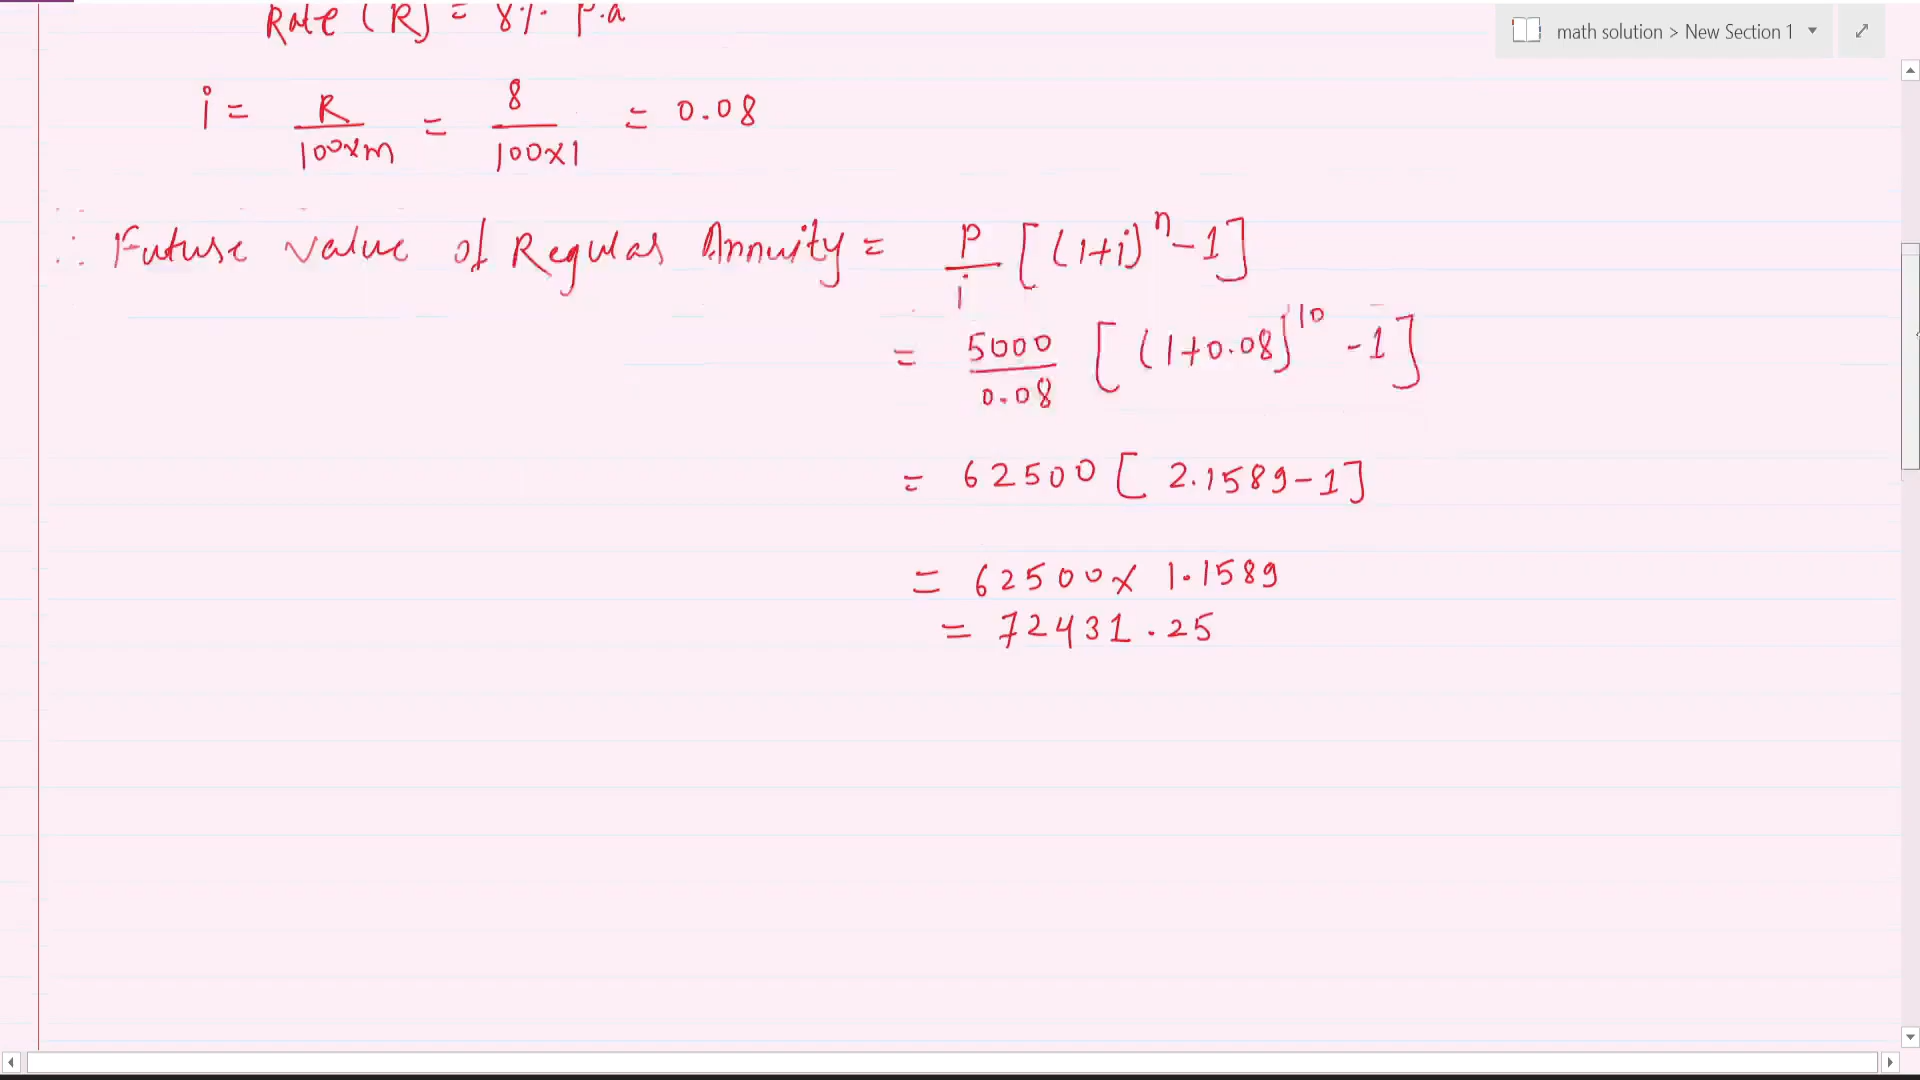 Rate (R) = 8% P.a
math solution > New Section 1
i = R/(100×m) = 8/(100×1) = 0.08
∴ Future value of Regular Annuity = P/i [(1+i)^n - 1]
= 5000/0.08 [(1+0.08)^10 - 1]
= 62500 [2.1589-1]
= 62500 × 1.1589
= 72431.25